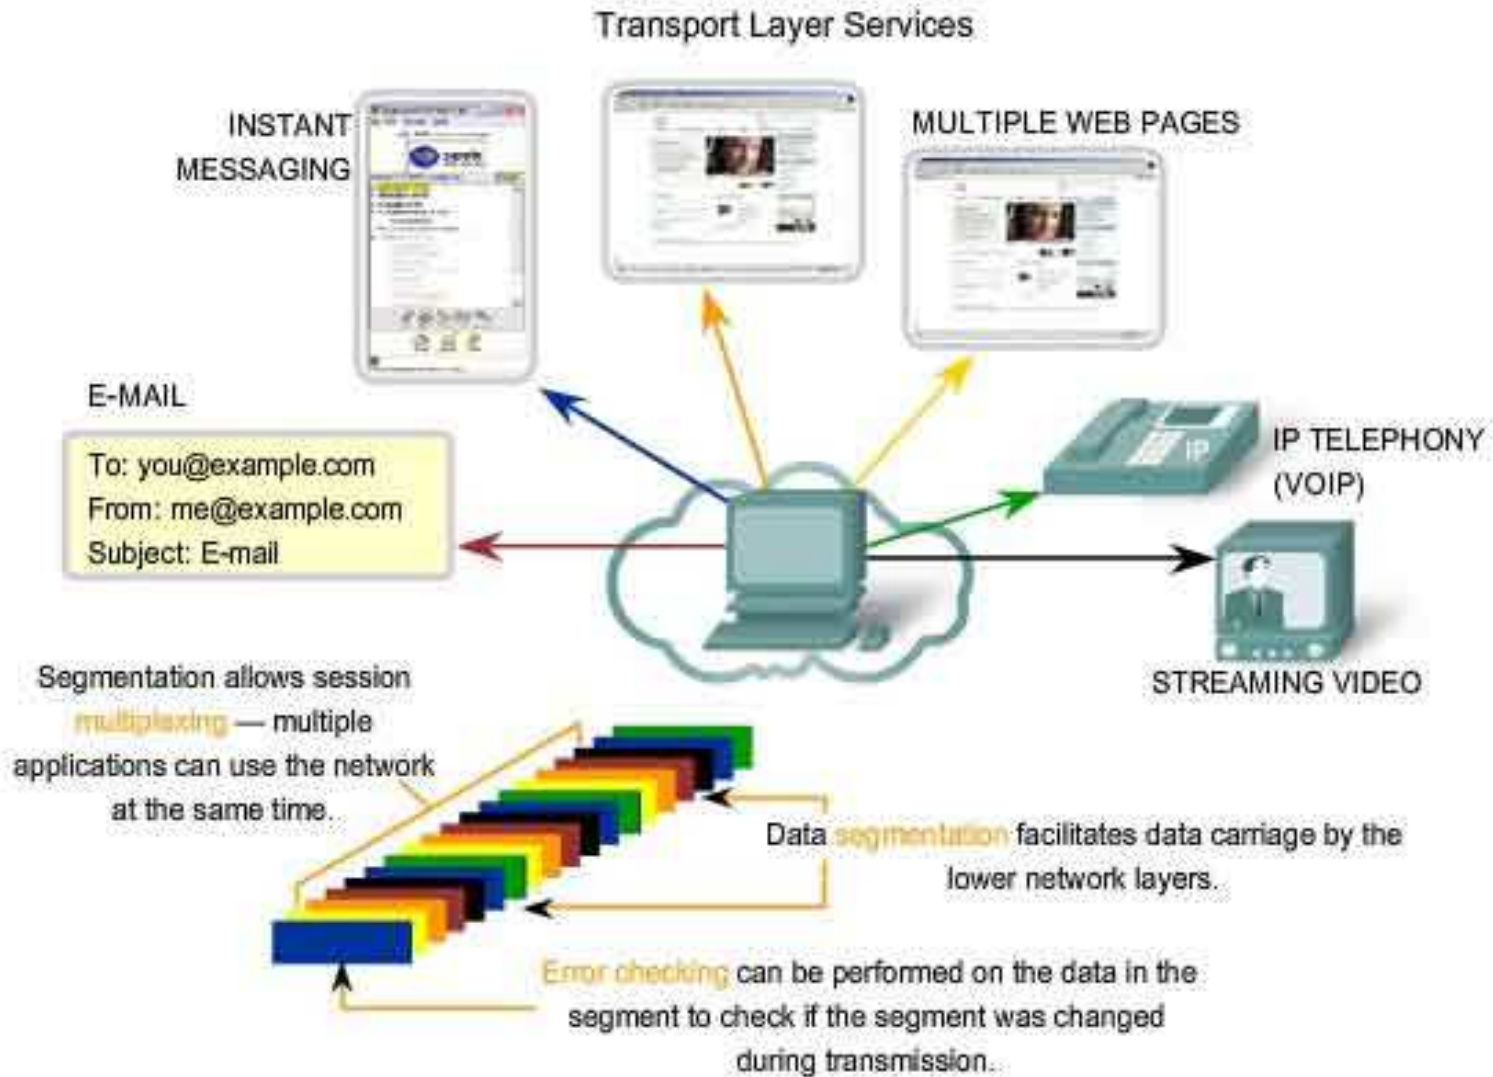 Transport Layer Services
INSTANT
MESSAGING
MULTIPLE WEB PAGES
E-MAIL
To: you@example.com
From: me@example.com
Subject: E-mail
IP
IP TELEPHONY
(VOIP)
STREAMING VIDEO
Segmentation allows session
multiplexing — multiple
applications can use the network
at the same time.
Data segmentation facilitates data carriage by the
lower network layers.
Error checking can be performed on the data in the
segment to check if the segment was changed
during transmission.